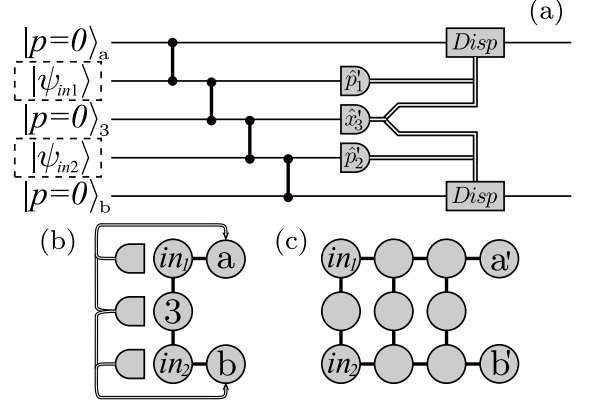 (a)
|p=0⟩a Disp
|ψin1⟩ p̂'1
|p=0⟩3 x̂'3
|ψin2⟩ p̂'2
|p=0⟩b Disp
(b) (c)
in1 a in1 a'
3
in2 b in2 b'